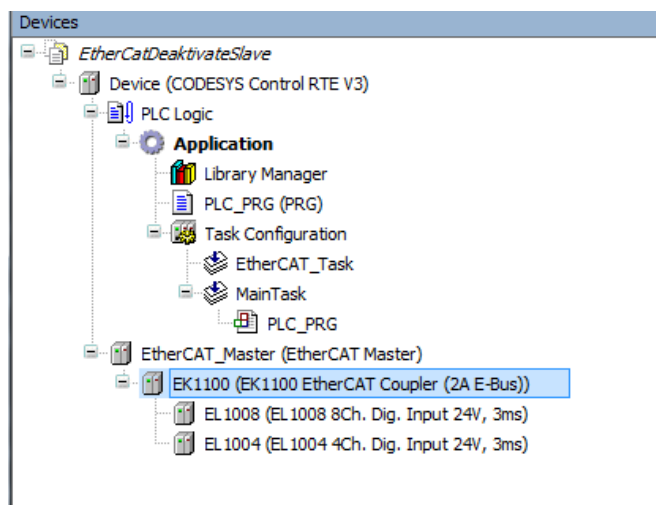 Devices
EtherCatDeaktivateSlave
Device (CODESYS Control RTE V3)
PLC Logic
Application
Library Manager
PLC_PRG (PRG)
Task Configuration
EtherCAT_Task
MainTask
PLC_PRG
EtherCAT_Master (EtherCAT Master)
EK1100 (EK1100 EtherCAT Coupler (2A E-Bus))
EL1008 (EL1008 8Ch. Dig. Input 24V, 3ms)
EL1004 (EL1004 4Ch. Dig. Input 24V, 3ms)